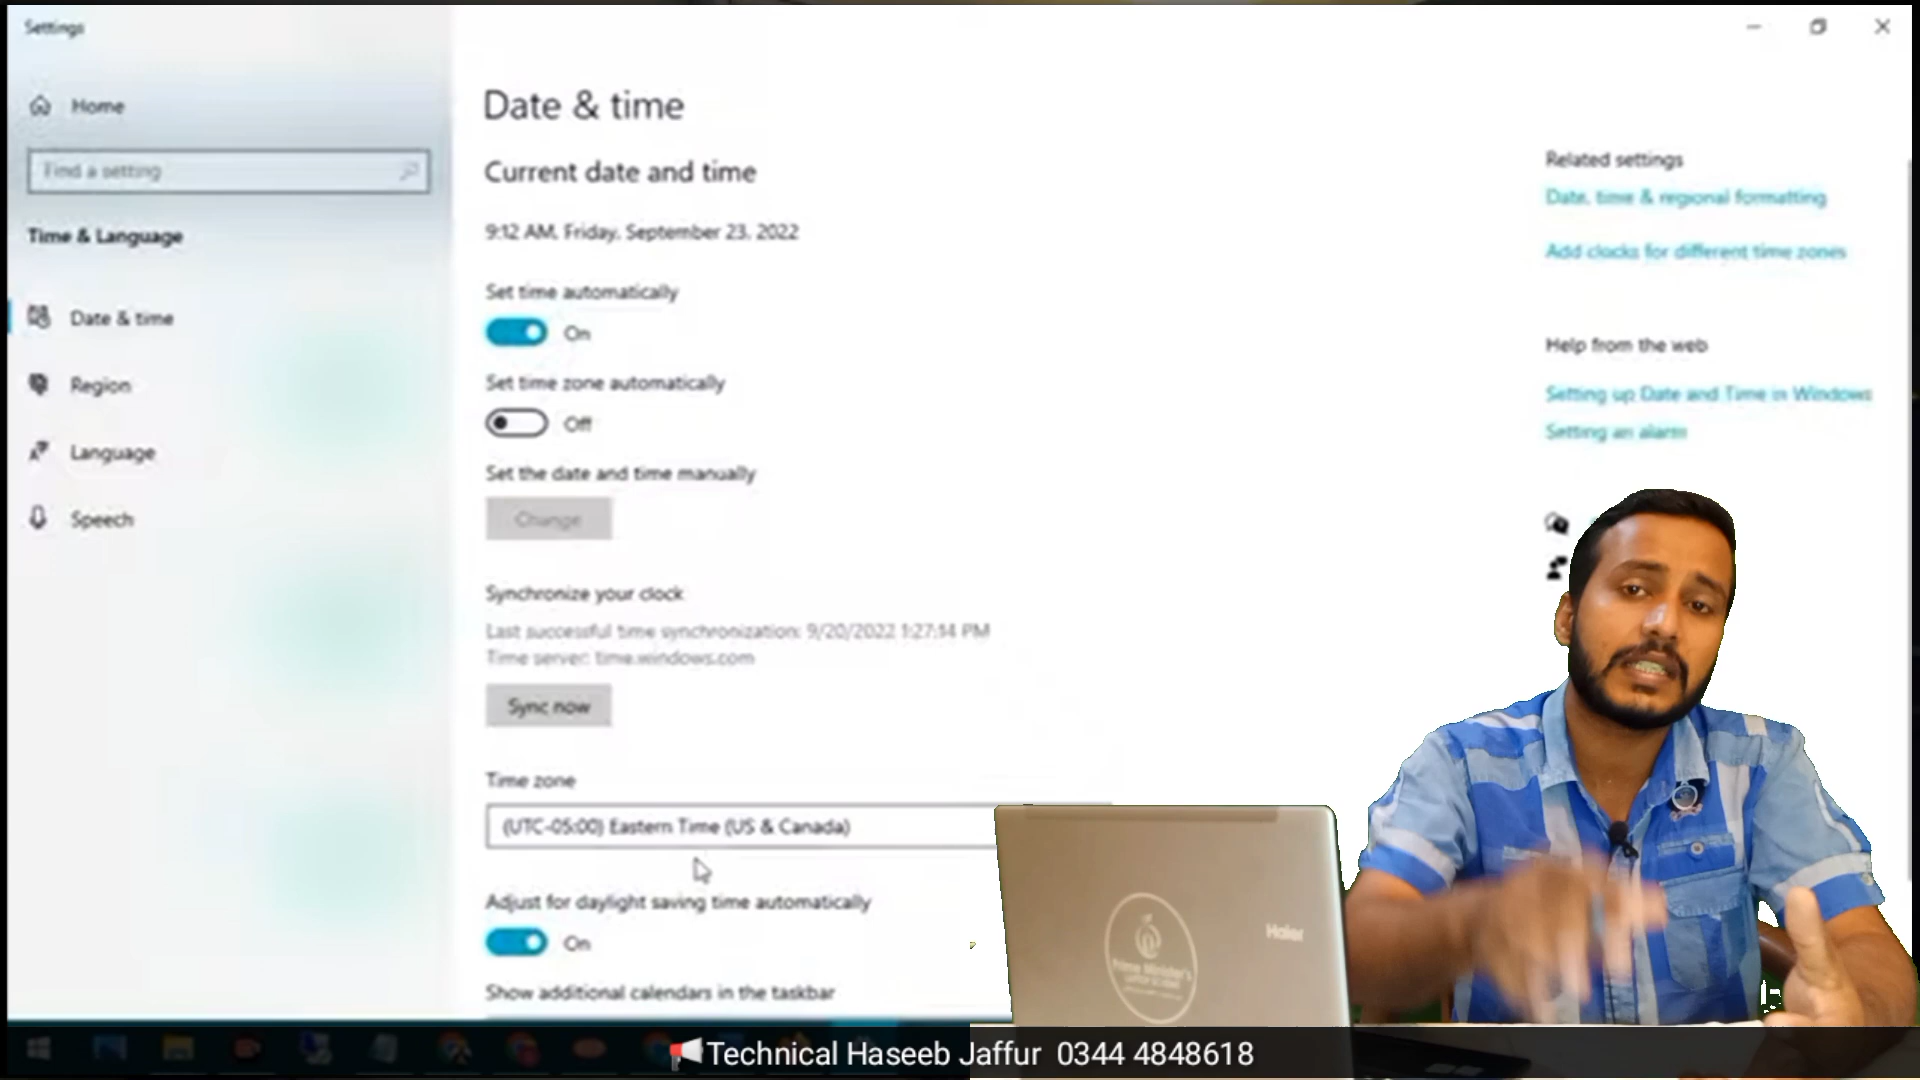 Settings
Home
Find a setting
Time & Language
Date & time
Region
Language
Speech
Date & time
Current date and time
9:12 AM, Friday, September 23, 2022
Set time automatically
On
Set time zone automatically
Off
Set the date and time manually
Change
Synchronize your clock
Last successful time synchronization: 9/20/2022 1:27:14 PM
Time server: time.windows.com
Sync now
Time zone
(UTC-05:00) Eastern Time (US & Canada)
Adjust for daylight saving time automatically
On
Show additional calendars in the taskbar
Related settings
Date, time & regional formatting
Add clocks for different time zones
Help from the web
Setting up Date and Time in Windows
Setting an alarm
Haier
Prime Minister's
Technical Haseeb Jaffur 0344 4848618